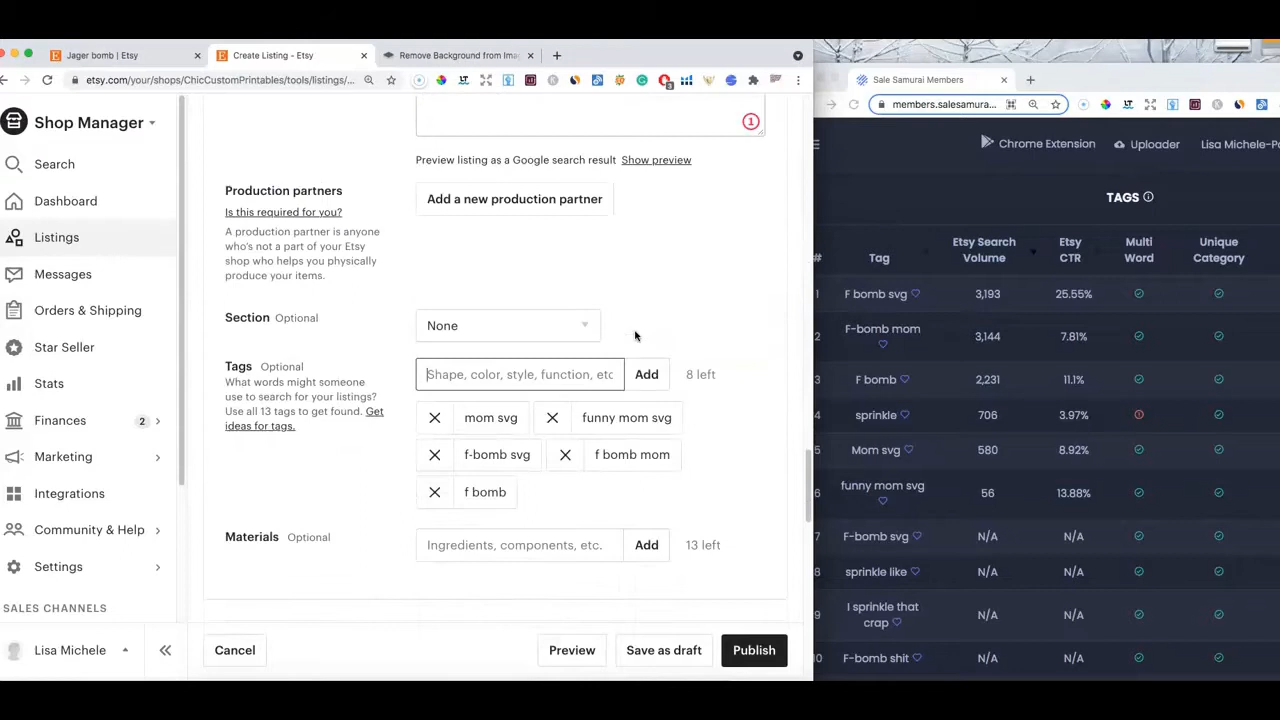 Jager bomb | Etsy
Create Listing - Etsy
Remove Background from Ima
etsy.com/your/shops/ChicCustomPrintables/tools/listings/...
Shop Manager
Search
Dashboard
Listings
Messages
Orders & Shipping
Star Seller
Stats
Finances
2
Marketing
Integrations
Community & Help
Settings
SALES CHANNELS
Lisa Michele
1
Preview listing as a Google search result Show preview
Production partners
Is this required for you?
A production partner is anyone
who's not a part of your Etsy
shop who helps you physically
produce your items.
Add a new production partner
Section Optional
None
Tags Optional
What words might someone
use to search for your listings?
Use all 13 tags to get found. Get
ideas for tags.
Shape, color, style, function, etc
Add
8 left
mom svg
funny mom svg
f-bomb svg
f bomb mom
f bomb
Materials Optional
Ingredients, components, etc.
Add
13 left
Cancel
Preview
Save as draft
Publish
Sale Samurai Members
members.salesamura...
Chrome Extension
Uploader
Lisa Michele-Po
TAGS
# Tag Etsy Search Volume Etsy CTR Multi Word Unique Category
1 F bomb svg 3,193 25.55%
2 F-bomb mom 3,144 7.81%
3 F bomb 2,231 11.1%
4 sprinkle 706 3.97%
5 Mom svg 580 8.92%
6 funny mom svg 56 13.88%
7 F-bomb svg N/A N/A
8 sprinkle like N/A N/A
9 I sprinkle that crap N/A N/A
10 F-bomb shit N/A N/A